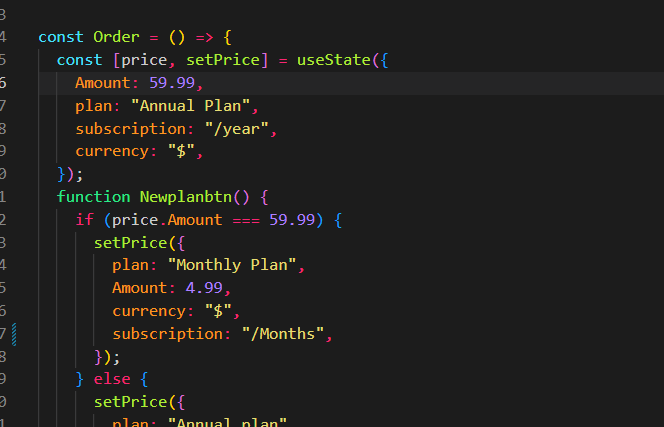 3
4 const Order = () => {
5 const [price, setPrice] = useState({
6 Amount: 59.99,
7 plan: "Annual Plan",
8 subscription: "/year",
9 currency: "$",
0 });
1 function Newplanbtn() {
2 if (price.Amount === 59.99) {
3 setPrice({
4 plan: "Monthly Plan",
5 Amount: 4.99,
6 currency: "$",
7 subscription: "/Months",
8 });
9 } else {
0 setPrice({
plan: "Annual plan"